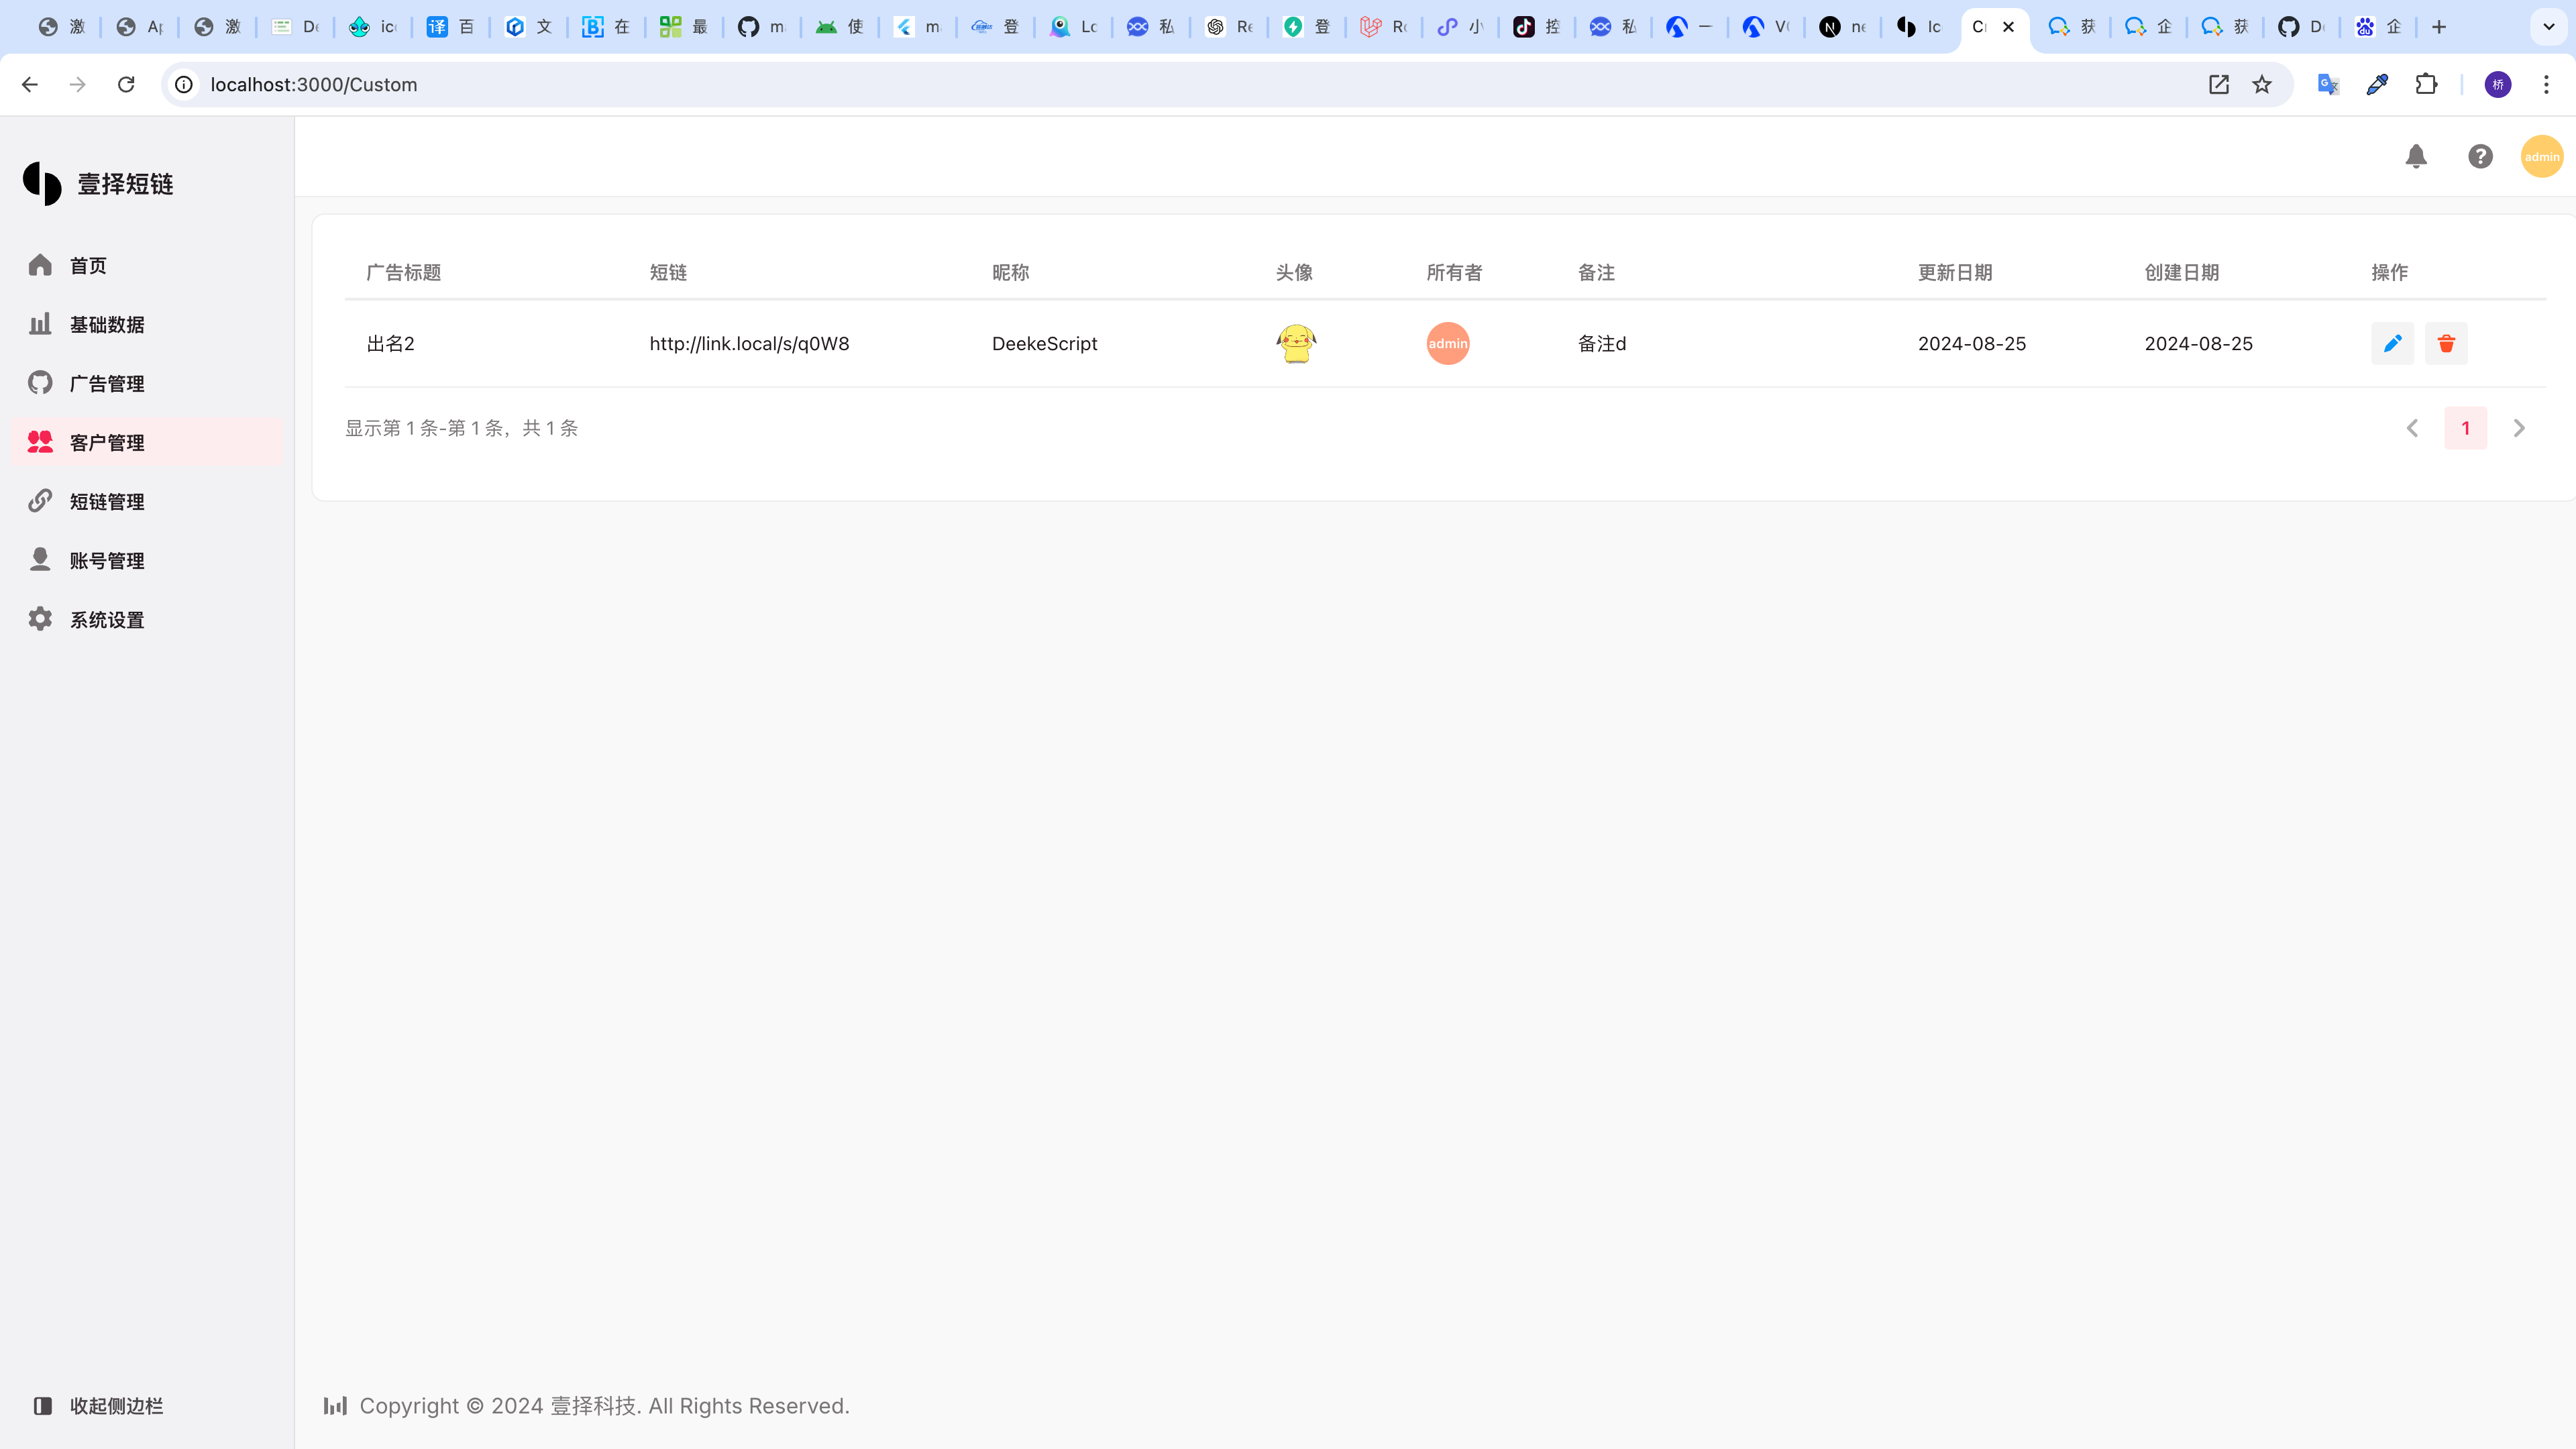 激 Ap 激 De ico 译 百 文 在 最 m 使 m 登 Lo 私 Re 登 Ro 小 控 私 一 V ne Ic C 获 企 获 D 企
localhost:3000/Custom
桥
壹择短链
admin
首页
基础数据
广告管理
客户管理
短链管理
账号管理
系统设置
广告标题 短链 昵称 头像 所有者 备注 更新日期 创建日期 操作
出名2 http://link.local/s/q0W8 DeekeScript admin 备注d 2024-08-25 2024-08-25
显示第 1 条-第 1 条，共 1 条
1
收起侧边栏
Copyright © 2024 壹择科技. All Rights Reserved.